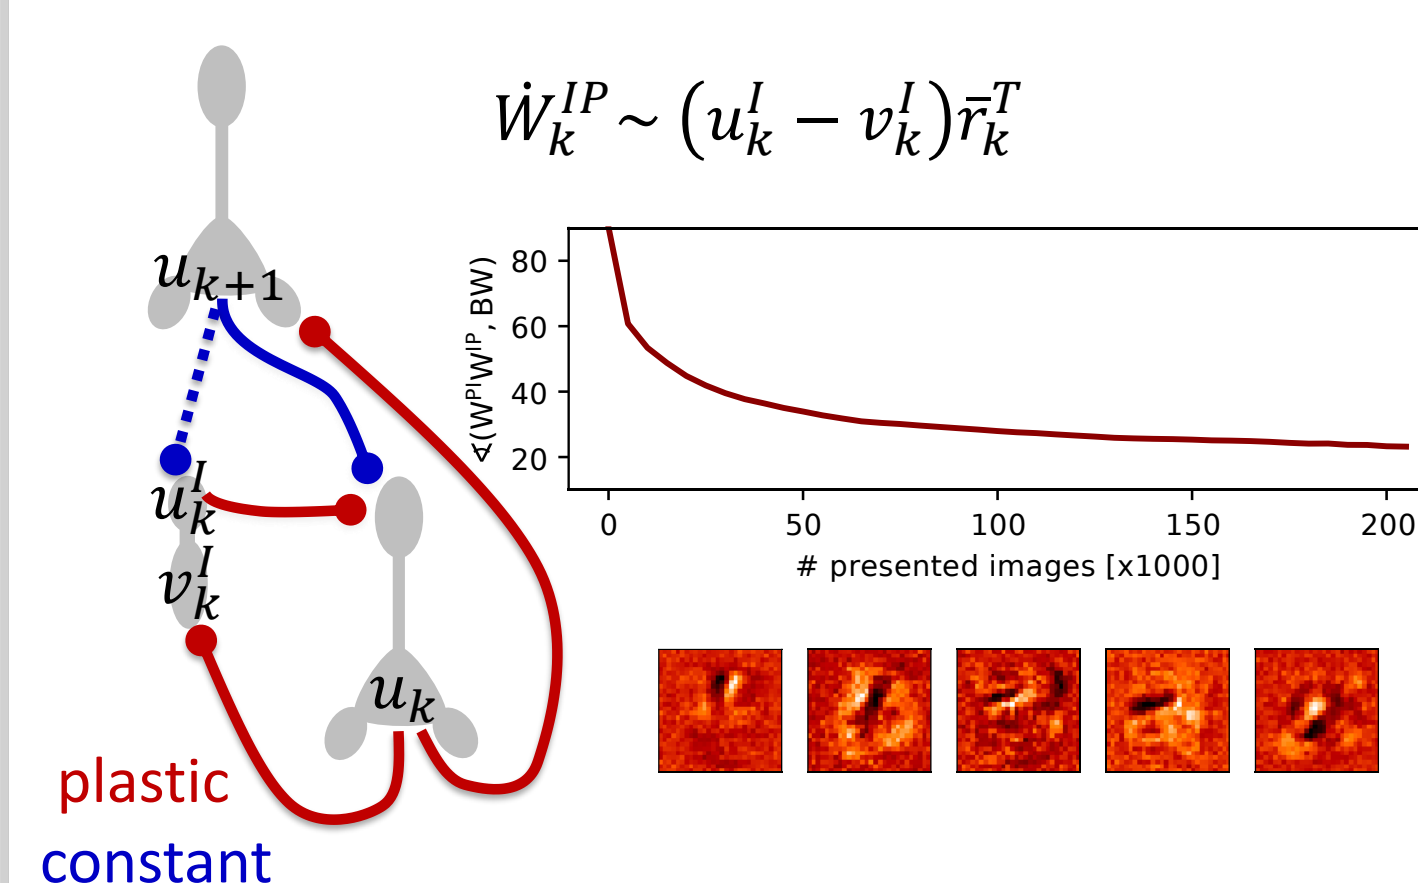 Ẇ_k^{IP} ~ (u_k^I − v_k^I) r̄_k^T
u_{k+1}
u_k^I
v_k^I
u_k
plastic
constant
∢(W^{PI}W^{IP}, BW)
80
60
40
20
0 50 100 150 200
# presented images [x1000]